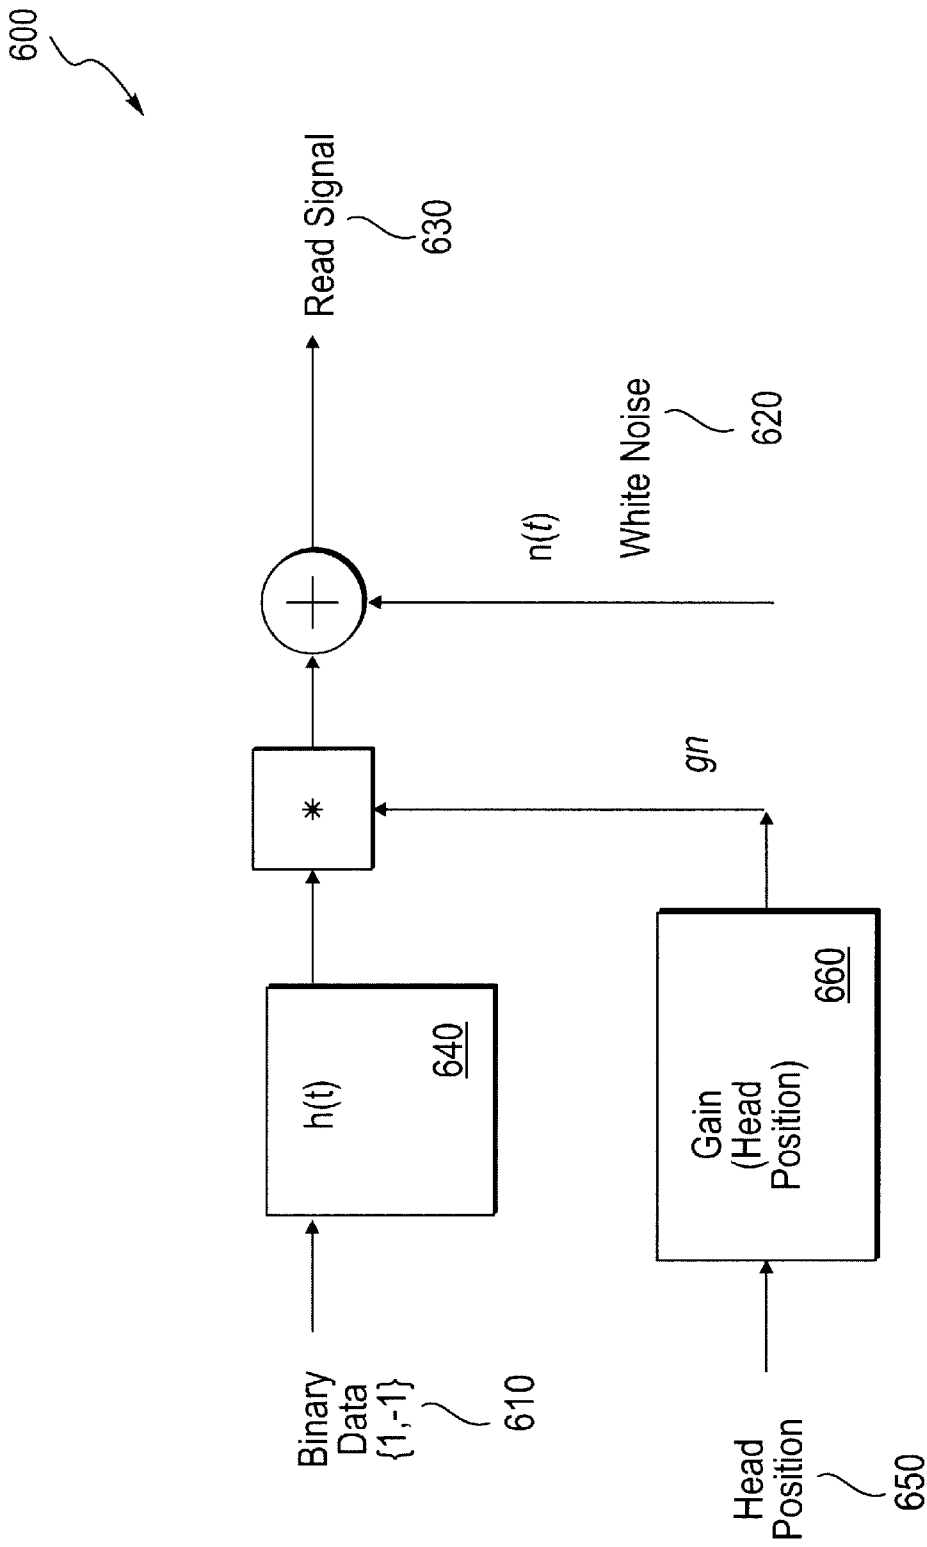 600
Binary
Data
{1,-1}
610
h(t)
640
*
Read Signal
630
n(t)
White Noise
620
gn
Head
Position
650
Gain
(Head
Position)
660